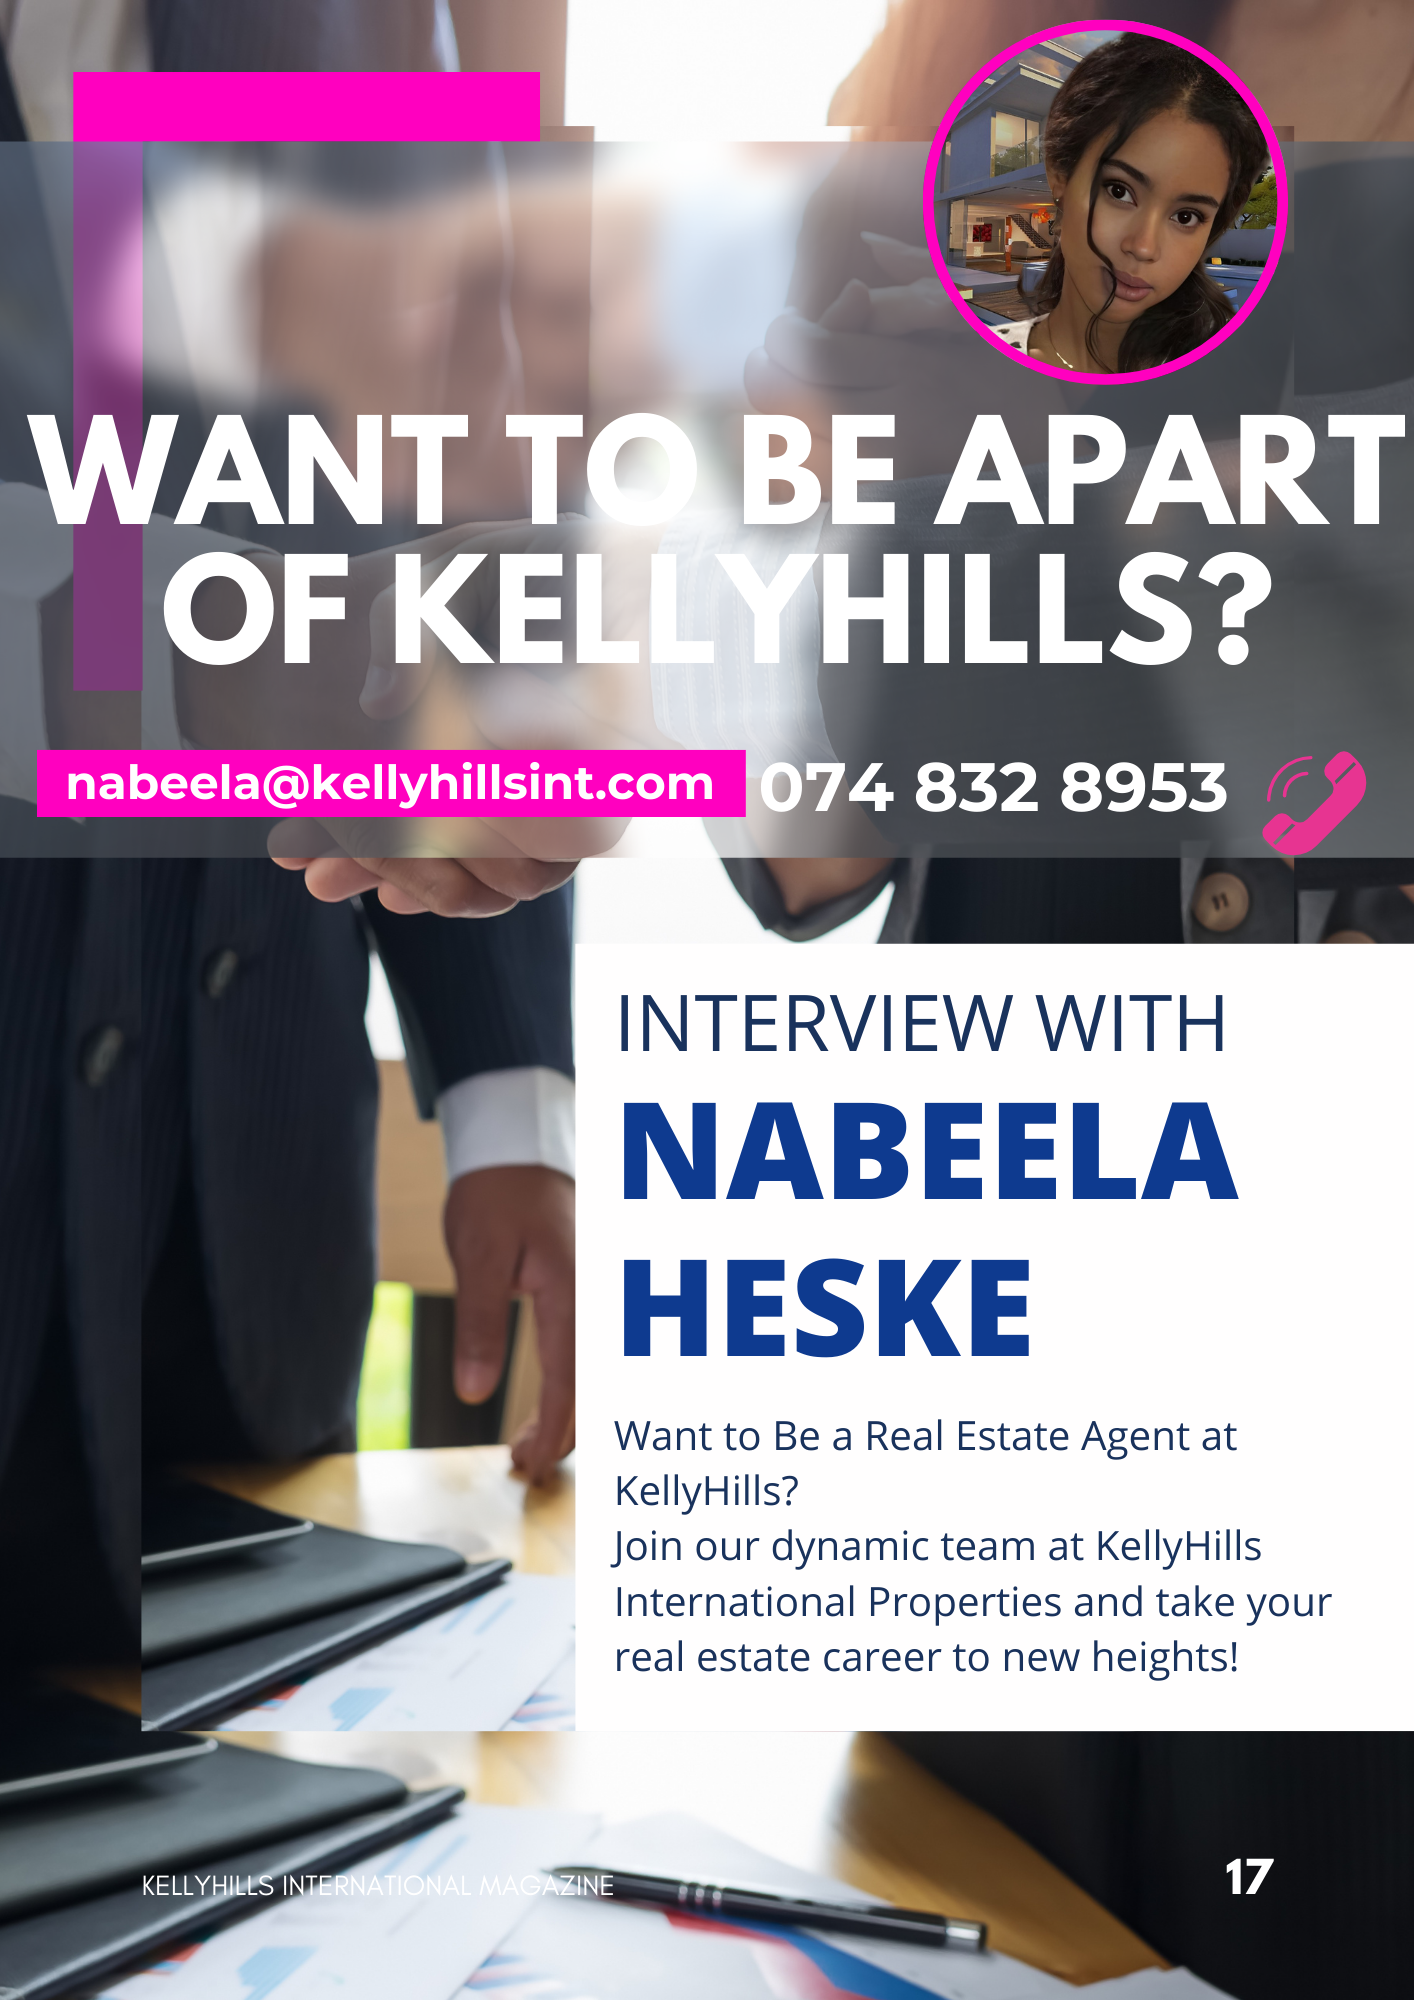 WANT TO BE APART
OF KELLYHILLS?
nabeela@kellyhillsint.com
074 832 8953
INTERVIEW WITH
NABEELA
HESKE
Want to Be a Real Estate Agent at
KellyHills?
Join our dynamic team at KellyHills
International Properties and take your
real estate career to new heights!
KELLYHILLS INTERNATIONAL MAGAZINE
17